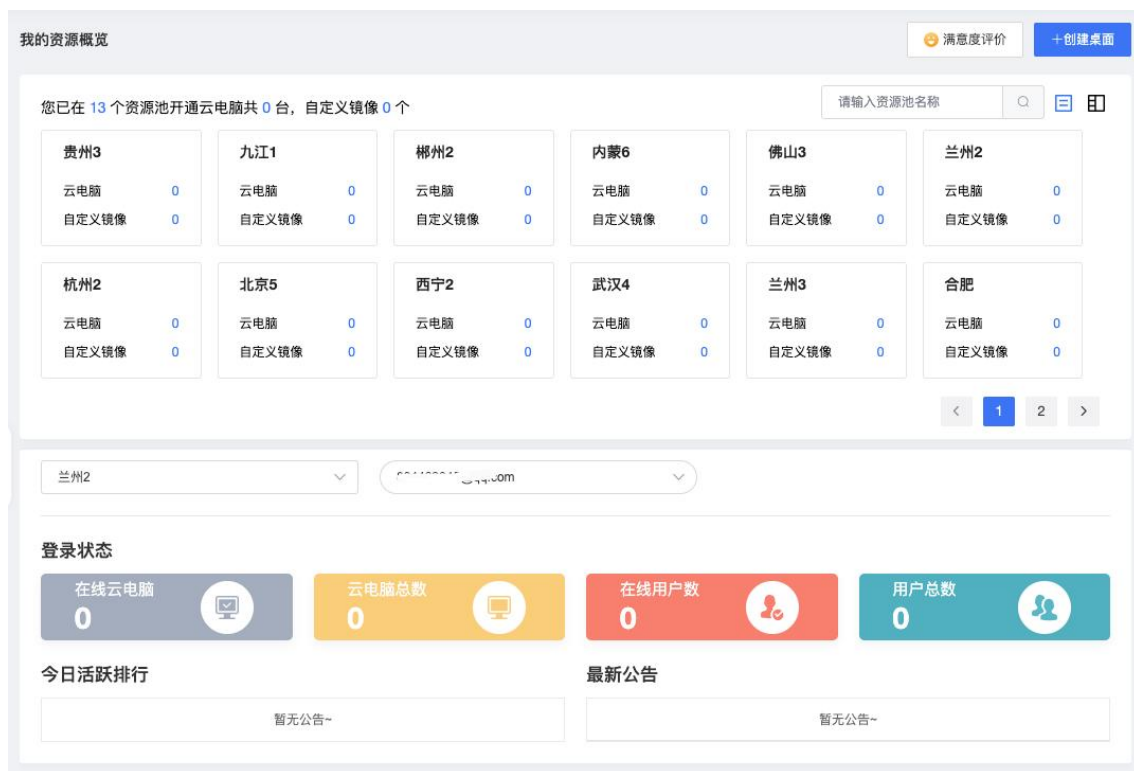 我的资源概览
满意度评价
＋创建桌面
您已在 13 个资源池开通云电脑共 0 台，自定义镜像 0 个
请输入资源池名称
贵州3 九江1 郴州2 内蒙6 佛山3 兰州2
云电脑 0 云电脑 0 云电脑 0 云电脑 0 云电脑 0 云电脑 0
自定义镜像 0 自定义镜像 0 自定义镜像 0 自定义镜像 0 自定义镜像 0 自定义镜像 0
杭州2 北京5 西宁2 武汉4 兰州3 合肥
云电脑 0 云电脑 0 云电脑 0 云电脑 0 云电脑 0 云电脑 0
自定义镜像 0 自定义镜像 0 自定义镜像 0 自定义镜像 0 自定义镜像 0 自定义镜像 0
1 2
兰州2
.com
登录状态
在线云电脑 云电脑总数 在线用户数 用户总数
0 0 0 0
今日活跃排行 最新公告
暂无公告~ 暂无公告~